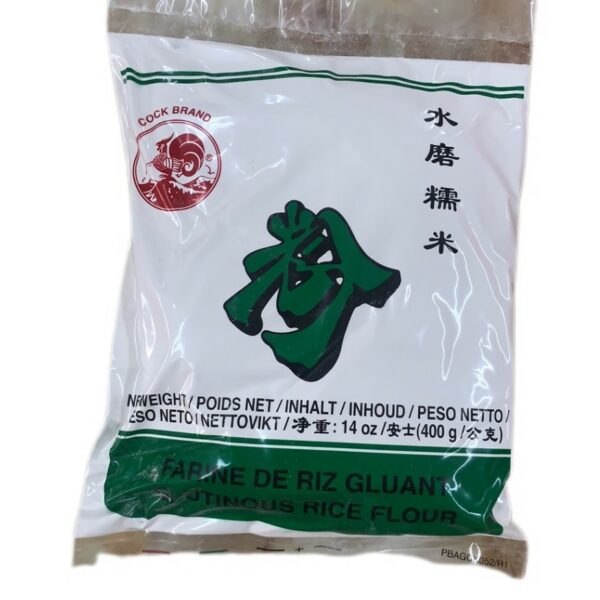 COCK BRAND
水磨糯米
粉
WEIGHT / POIDS NET / INHALT / INHOUD / PESO NETTO /
PESO NETO / NETTOVIKT / 净重: 14 oz /安士(400 g /公克)
FARINE DE RIZ GLUANT
GLUTINOUS RICE FLOUR